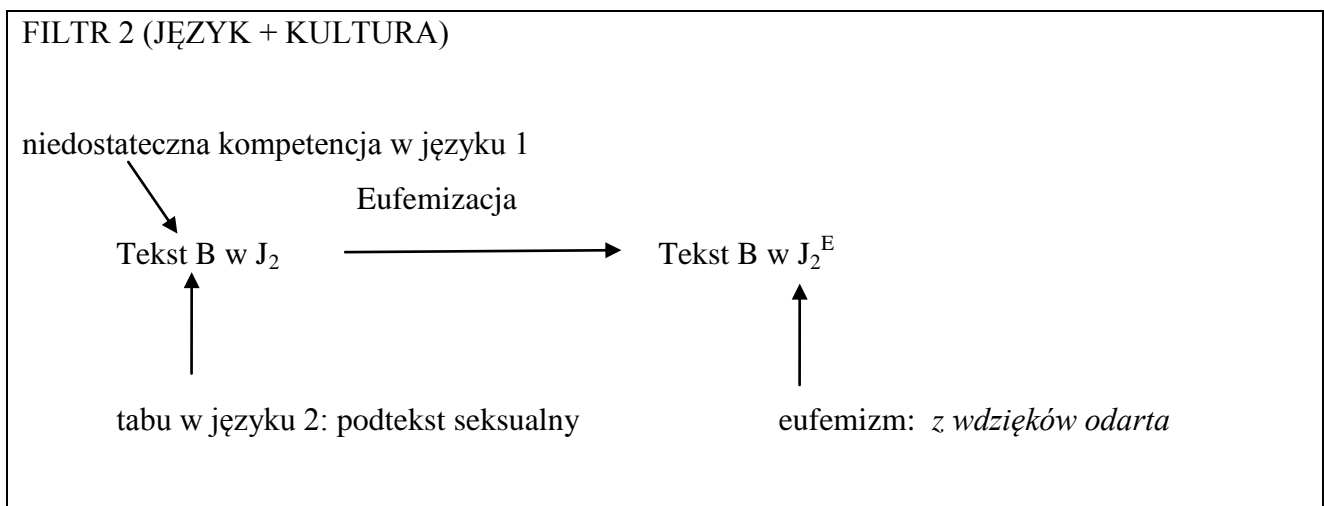 FILTR 2 (JĘZYK + KULTURA)
niedostateczna kompetencja w języku 1
Eufemizacja
Tekst B w J₂ Tekst B w J₂ᴱ
tabu w języku 2: podtekst seksualny eufemizm: z wdzięków odarta